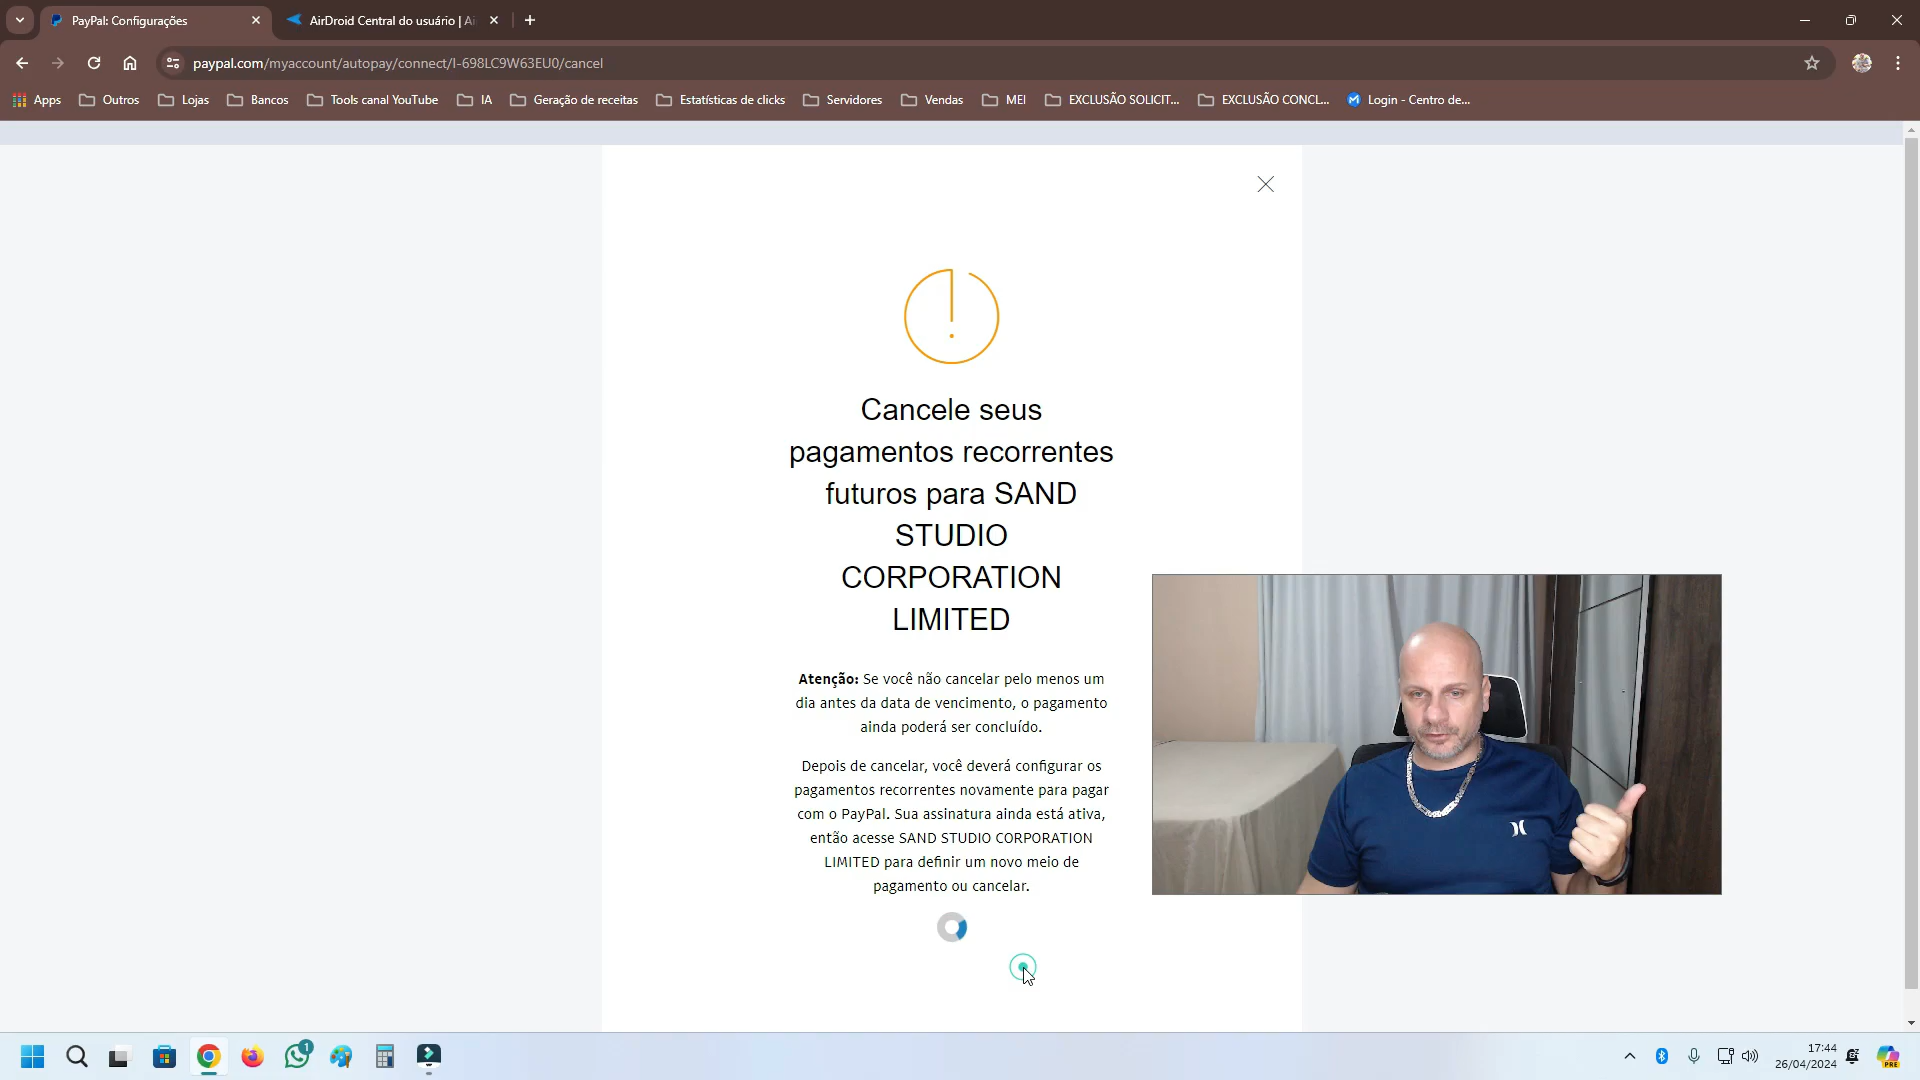 PayPal: Configurações
AirDroid Central do usuário | Ai
paypal.com/myaccount/autopay/connect/I-698LC9W63EU0/cancel
Apps
Outros
Lojas
Bancos
Tools canal YouTube
IA
Geração de receitas
Estatísticas de clicks
Servidores
Vendas
MEI
EXCLUSÃO SOLICIT...
EXCLUSÃO CONCL...
Login - Centro de...
Cancele seus
pagamentos recorrentes
futuros para SAND
STUDIO
CORPORATION
LIMITED
Atenção: Se você não cancelar pelo menos um
dia antes da data de vencimento, o pagamento
ainda poderá ser concluído.
Depois de cancelar, você deverá configurar os
pagamentos recorrentes novamente para pagar
com o PayPal. Sua assinatura ainda está ativa,
então acesse SAND STUDIO CORPORATION
LIMITED para definir um novo meio de
pagamento ou cancelar.
1
17:44
26/04/2024
PRE